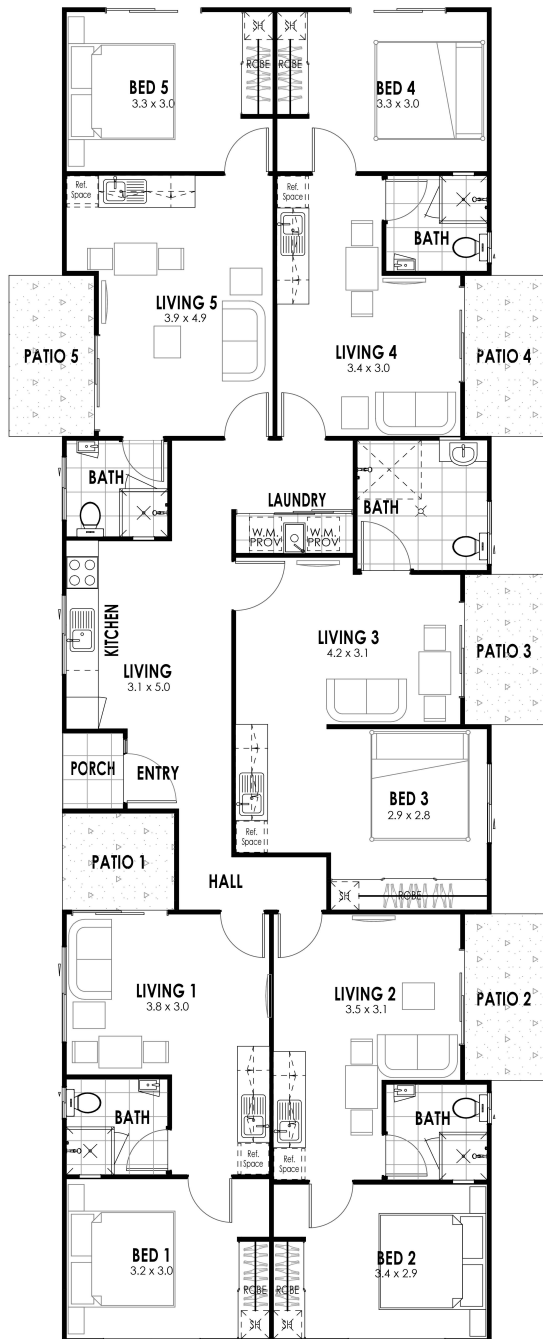 SH
SH
ROBE
ROBE
BED 5
3.3 x 3.0
BED 4
3.3 x 3.0
Ref.
Space
Ref.
Space
BATH
LIVING 5
3.9 x 4.9
PATIO 5
LIVING 4
3.4 x 3.0
PATIO 4
BATH
LAUNDRY
BATH
W.M.
PROV
W.M.
PROV
KITCHEN
LIVING
3.1 x 5.0
LIVING 3
4.2 x 3.1
PATIO 3
PORCH
ENTRY
BED 3
2.9 x 2.8
Ref.
Space
PATIO 1
HALL
SH
ROBE
LIVING 1
3.8 x 3.0
LIVING 2
3.5 x 3.1
PATIO 2
BATH
BATH
Ref.
Space
Ref.
Space
BED 1
3.2 x 3.0
BED 2
3.4 x 2.9
ROBE
ROBE
SH
SH